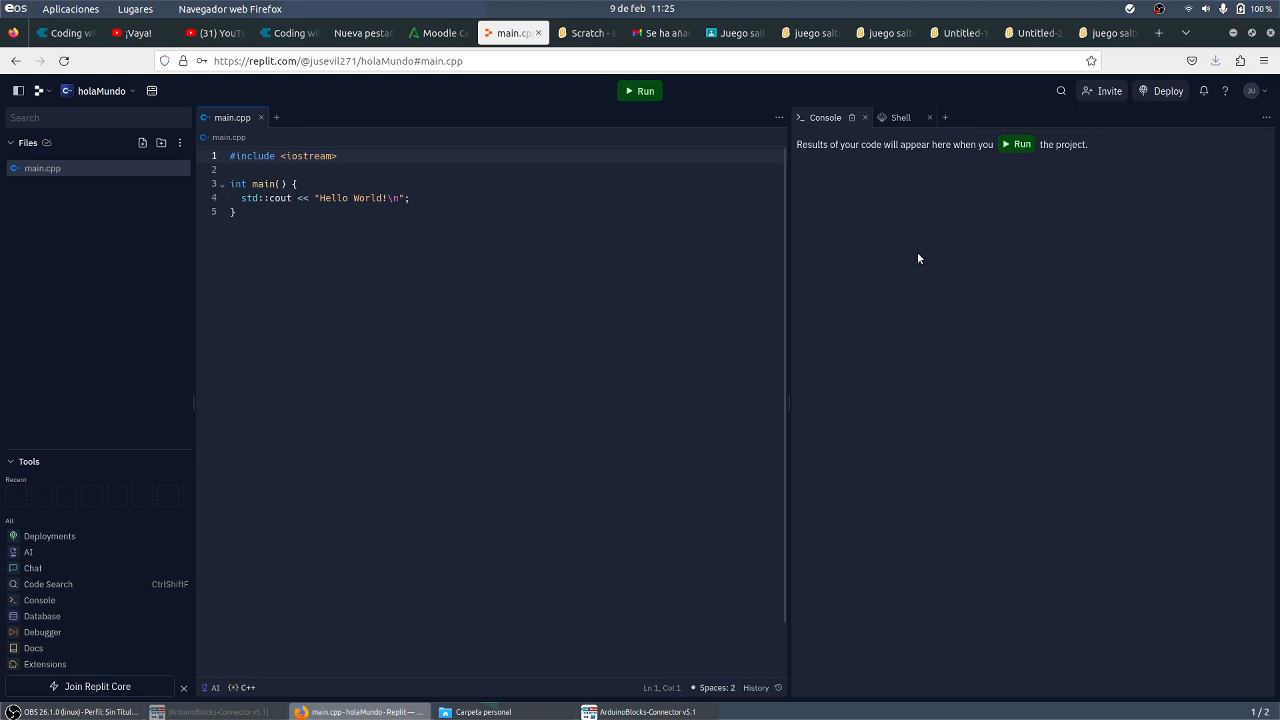 eos Aplicaciones Lugares Navegador web Firefox 9 de feb 11:25 100 %
Coding wi ¡Vaya! (31) YouTu Coding wi Nueva pestañ Moodle Ce main.cp Scratch - I Se ha aña Juego salt juego salt juego salt Untitled-1 Untitled-2 juego salt
https://replit.com/@jusevil271/holaMundo#main.cpp
holaMundo Run Invite Deploy JU
Search main.cpp Console Shell
Files main.cpp
Results of your code will appear here when you Run the project.
main.cpp
1 #include <iostream>
2
3 int main() {
4 std::cout << "Hello World!\n";
5 }
Tools
Recent
All
Deployments
AI
Chat
Code Search CtrlShiftF
Console
Database
Debugger
Docs
Extensions
Join Replit Core
AI C++ Ln 1, Col 1 Spaces: 2 History
OBS 26.1.0 (linux) - Perfil: Sin Títul... [ArduinoBlocks-Connector v5.1] main.cpp - holaMundo - Replit — ... Carpeta personal ArduinoBlocks-Connector v5.1 1 / 2